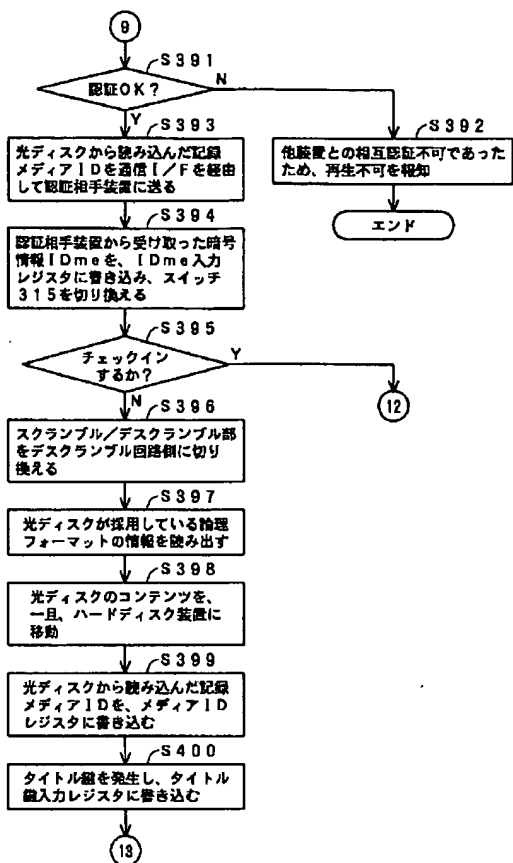 9
S391
認証OK？
N
Y
S393
光ディスクから読み込んだ記録
メディアIDを通信I／Fを経由
して認証相手装置に送る
S392
他装置との相互認証不可であった
ため、再生不可を報知
エンド
S394
認証相手装置から受け取った暗号
情報IDmeを、IDme入力
レジスタに書き込み、スイッチ
315を切り換える
S395
チェックイン
するか？
Y
N
12
S396
スクランブル／デスクランブル部
をデスクランブル回路側に切り
換える
S397
光ディスクが採用している論理
フォーマットの情報を読み出す
S398
光ディスクのコンテンツを、
一旦、ハードディスク装置に
移動
S399
光ディスクから読み込んだ記録
メディアIDを、メディアID
レジスタに書き込む
S400
タイトル鍵を発生し、タイトル
鍵入力レジスタに書き込む
13